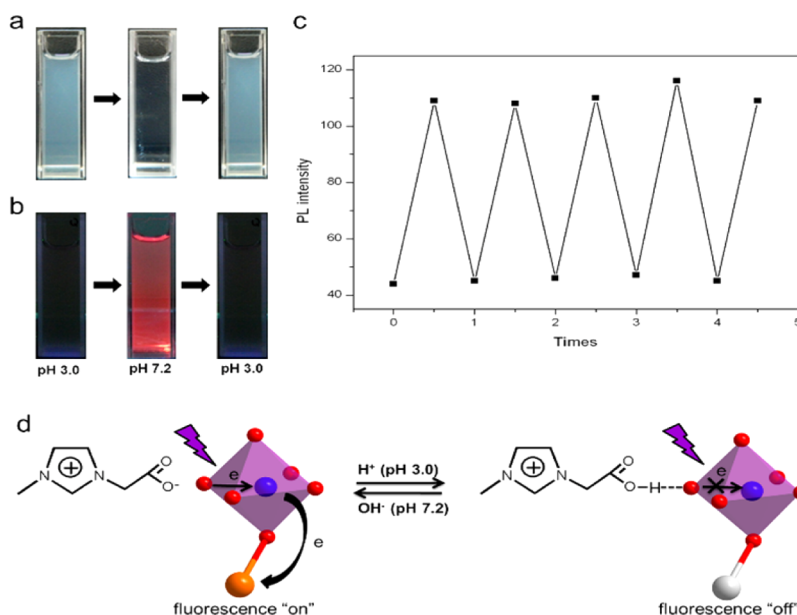 a
b
pH 3.0 pH 7.2 pH 3.0
c
PL intensity
120
100
80
60
40
0 1 2 3 4 5
Times
d
N N O O⁻
e
e
fluorescence "on"
H⁺ (pH 3.0)
OH⁻ (pH 7.2)
N N O O H
e
fluorescence "off"